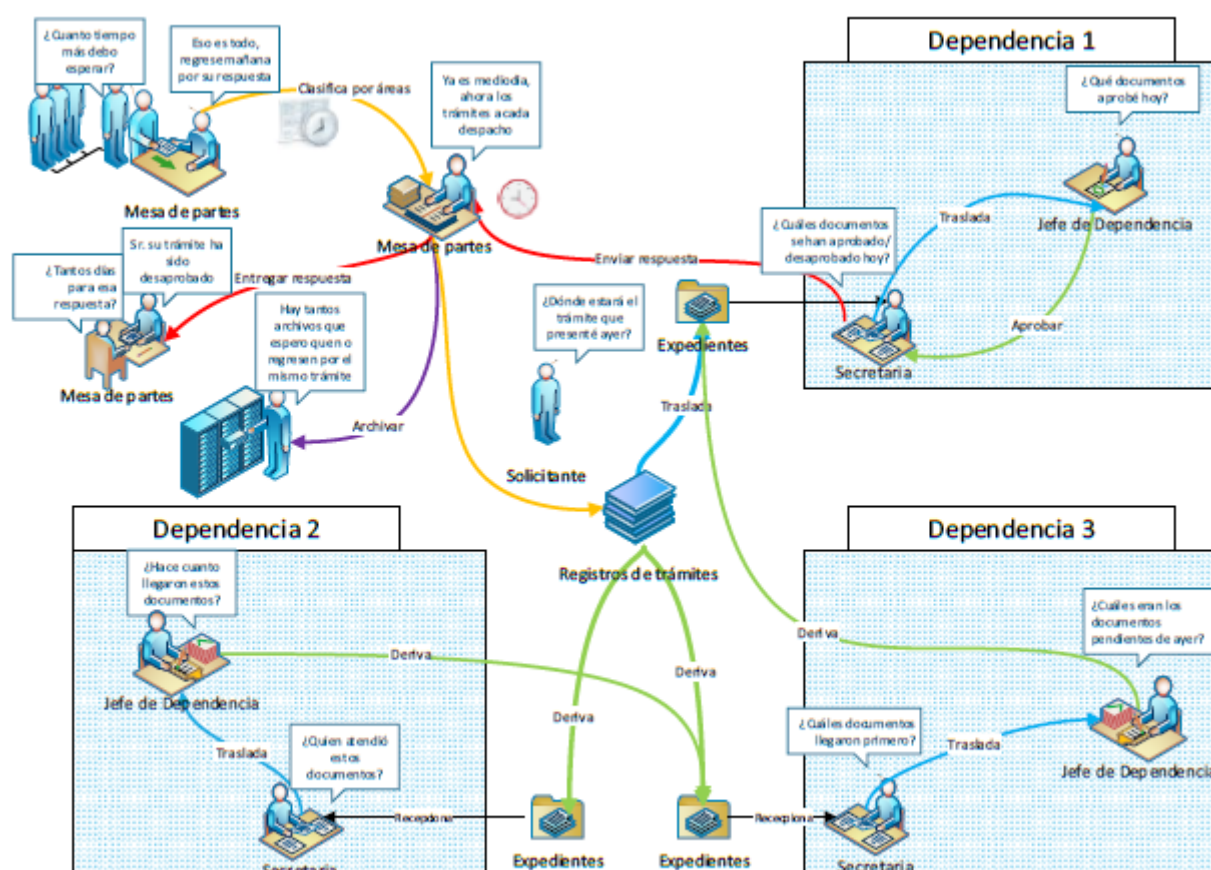 ¿Cuanto tiempo
más debo
esperar?
Eso es todo,
regrese mañana
por su respuesta
Clasifica por áreas
Ya es mediodía,
ahora los
trámites a cada
despacho
Mesa de partes
Mesa de partes
Sr. su trámite ha
sido
desaprobado
¿Tantos días
para esa
respuesta?
Entregar respuesta
Mesa de partes
Hay tantos
archivos que
espero que no
regresen por el
mismo trámite
Archivar
Enviar respuesta
¿Dónde estará el
trámite que
presenté ayer?
Solicitante
Expedientes
Traslada
Registros de trámites
Dependencia 1
¿Qué documentos
aprobé hoy?
Jefe de Dependencia
Traslada
¿Cuáles documentos
se han aprobado/
desaprobado hoy?
Aprobar
Secretaria
Dependencia 2
¿Hace cuanto
llegaron estos
documentos?
Jefe de Dependencia
Deriva
Traslada
¿Quien atendió
estos
documentos?
Recepciona
Secretaria
Deriva
Deriva
Expedientes
Expedientes
Dependencia 3
¿Cuáles eran los
documentos
pendientes de ayer?
Deriva
Jefe de Dependencia
¿Cuáles documentos
llegaron primero?
Traslada
Recepciona
Secretaria